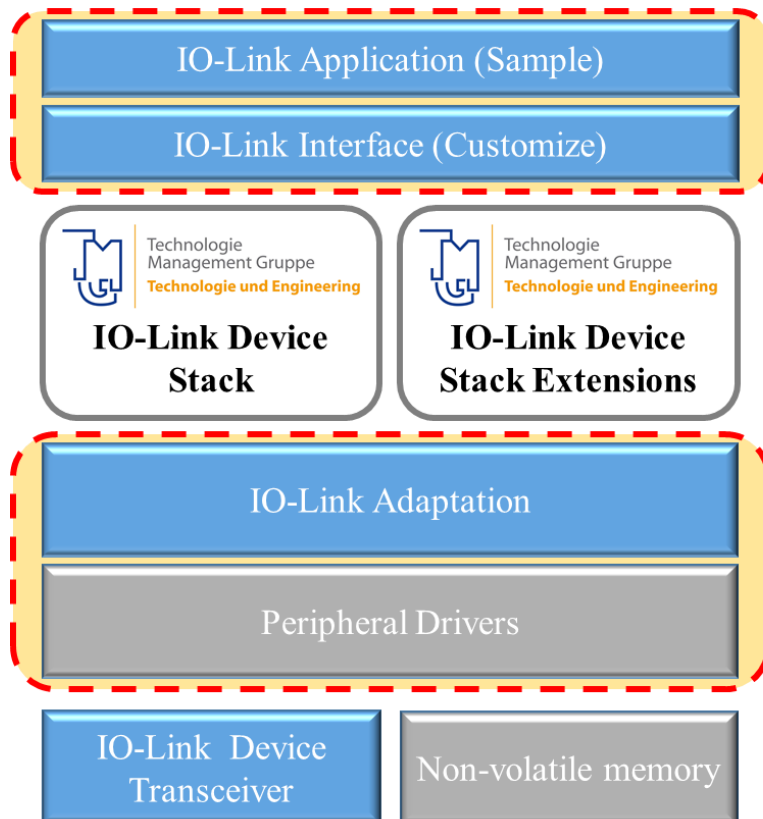 IO-Link Application (Sample)
IO-Link Interface (Customize)
Technologie
Management Gruppe
Technologie und Engineering
IO-Link Device
Stack
Technologie
Management Gruppe
Technologie und Engineering
IO-Link Device
Stack Extensions
IO-Link Adaptation
Peripheral Drivers
IO-Link Device
Transceiver
Non-volatile memory